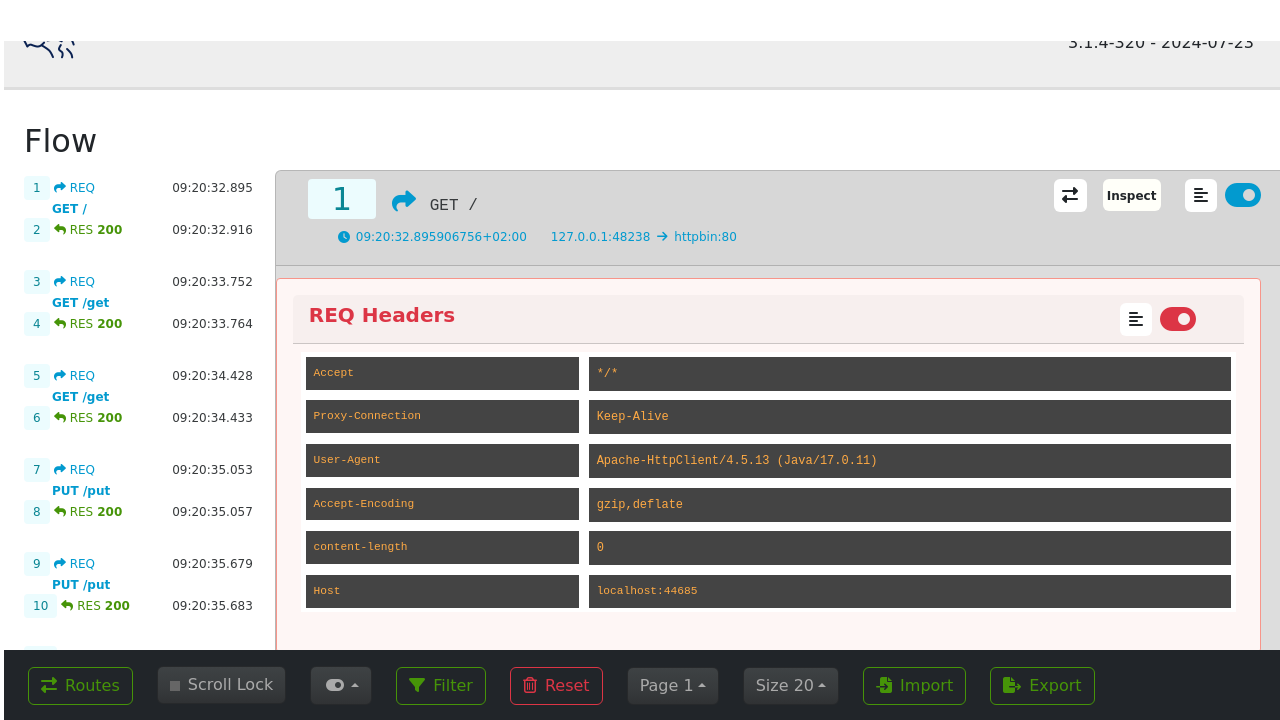 3.1.4-320 - 2024-07-23
Flow
1 REQ 09:20:32.895
GET /
2 RES 200 09:20:32.916
3 REQ 09:20:33.752
GET /get
4 RES 200 09:20:33.764
5 REQ 09:20:34.428
GET /get
6 RES 200 09:20:34.433
7 REQ 09:20:35.053
PUT /put
8 RES 200 09:20:35.057
9 REQ 09:20:35.679
PUT /put
10 RES 200 09:20:35.683
1 GET / Inspect
09:20:32.895906756+02:00 127.0.0.1:48238 → httpbin:80
REQ Headers
Accept */*
Proxy-Connection Keep-Alive
User-Agent Apache-HttpClient/4.5.13 (Java/17.0.11)
Accept-Encoding gzip,deflate
content-length 0
Host localhost:44685
Routes Scroll Lock Filter Reset Page 1 Size 20 Import Export